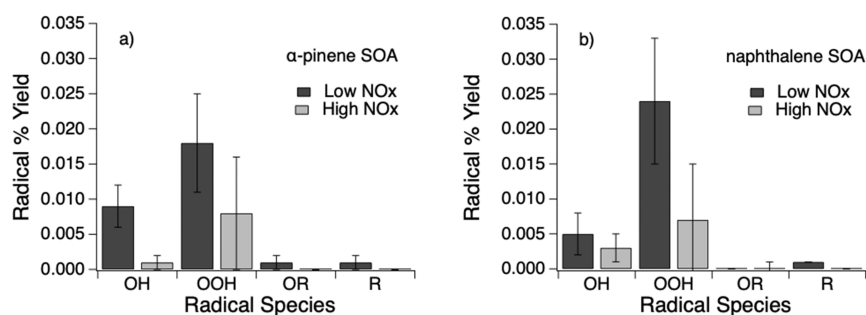 a)
α-pinene SOA
Low NOx
High NOx
Radical % Yield
0.035
0.030
0.025
0.020
0.015
0.010
0.005
0.000
OH OOH OR R
Radical Species
b)
naphthalene SOA
Low NOx
High NOx
Radical % Yield
0.035
0.030
0.025
0.020
0.015
0.010
0.005
0.000
OH OOH OR R
Radical Species